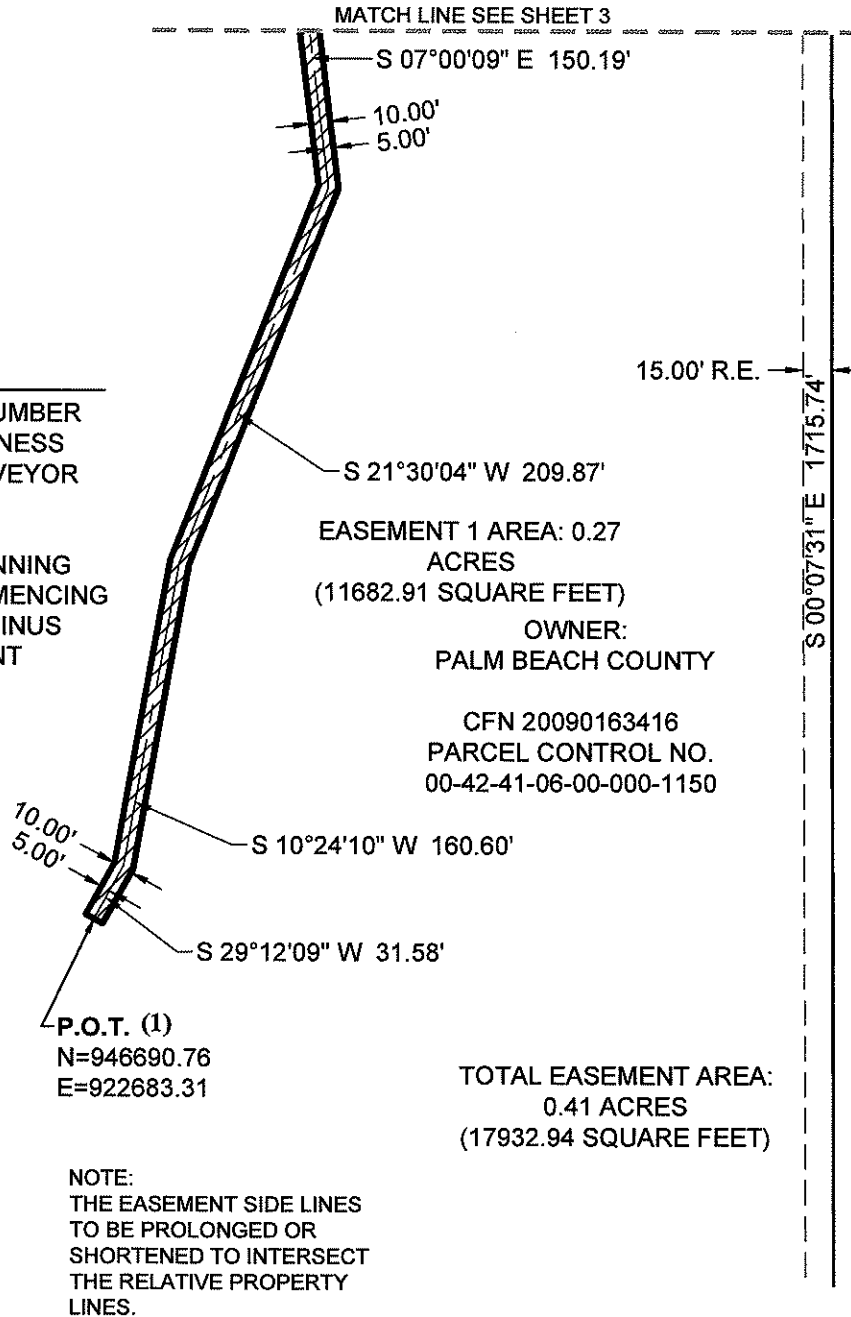 MATCH LINE SEE SHEET 3
S 07°00'09" E 150.19'
10.00'
5.00'
15.00' R.E.
S 00°07'31" E 1715.74'
UMBER
NESS
VEYOR
S 21°30'04" W 209.87'
EASEMENT 1 AREA: 0.27
ACRES
(11682.91 SQUARE FEET)
NNING
MENCING
INUS
NT
OWNER:
PALM BEACH COUNTY
CFN 20090163416
PARCEL CONTROL NO.
00-42-41-06-00-000-1150
10.00'
5.00'
S 10°24'10" W 160.60'
S 29°12'09" W 31.58'
P.O.T. (1)
N=946690.76
E=922683.31
TOTAL EASEMENT AREA:
0.41 ACRES
(17932.94 SQUARE FEET)
NOTE:
THE EASEMENT SIDE LINES
TO BE PROLONGED OR
SHORTENED TO INTERSECT
THE RELATIVE PROPERTY
LINES.